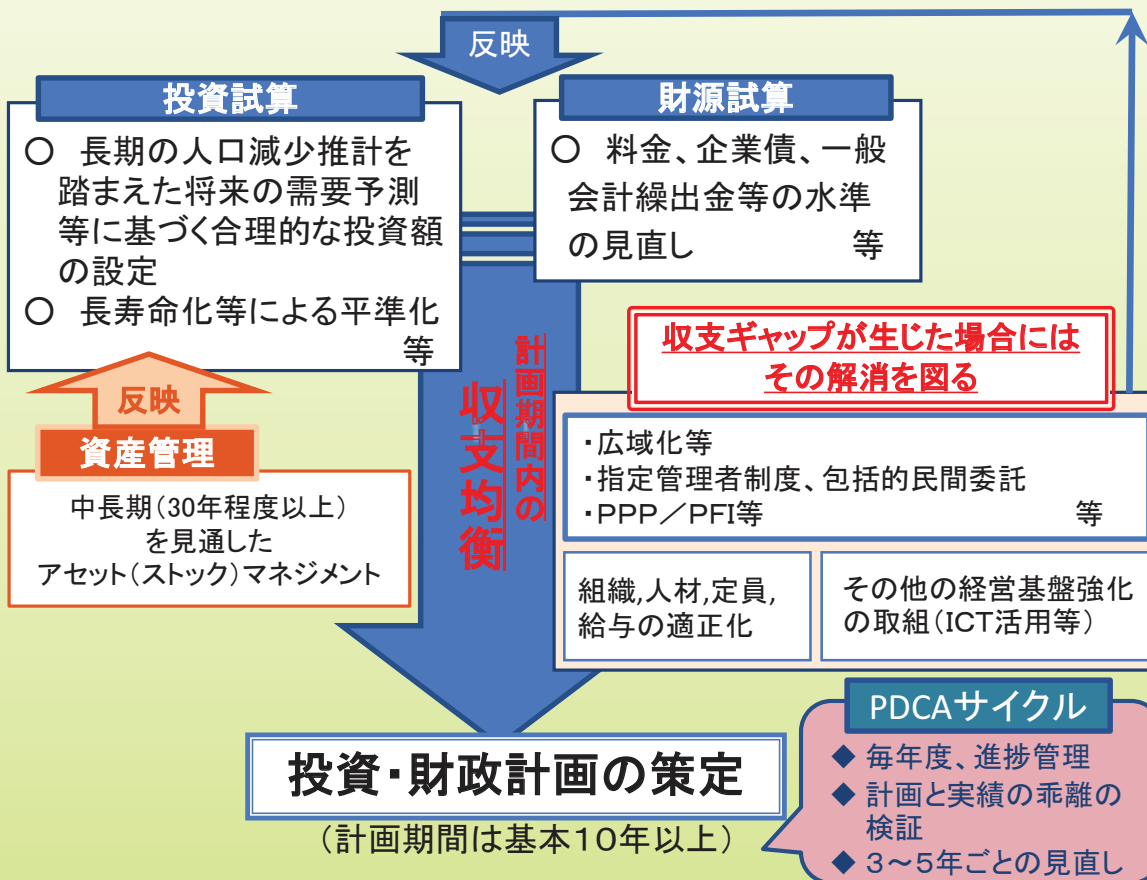 反映
投資試算
○ 長期の人口減少推計を
踏まえた将来の需要予測
等に基づく合理的な投資額
の設定
○ 長寿命化等による平準化
等
財源試算
○ 料金、企業債、一般
会計繰出金等の水準
の見直し 等
反映
資産管理
中長期（30年程度以上）
を見通した
アセット（ストック）マネジメント
計画期間内の
収支均衡
収支ギャップが生じた場合には
その解消を図る
・広域化等
・指定管理者制度、包括的民間委託
・PPP／PFI等 等
組織,人材,定員,
給与の適正化
その他の経営基盤強化
の取組（ICT活用等）
投資・財政計画の策定
（計画期間は基本10年以上）
PDCAサイクル
◆ 毎年度、進捗管理
◆ 計画と実績の乖離の
検証
◆ 3～5年ごとの見直し